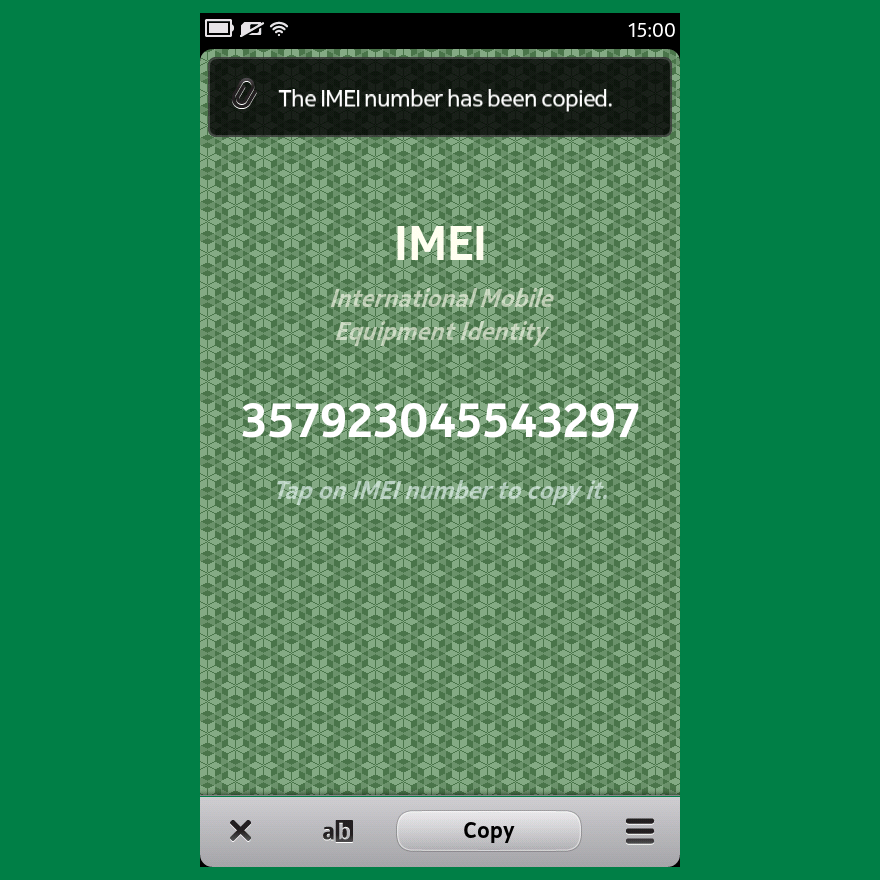 15:00
The IMEI number has been copied.
IMEI
International Mobile
Equipment Identity
357923045543297
Tap on IMEI number to copy it.
ab
Copy